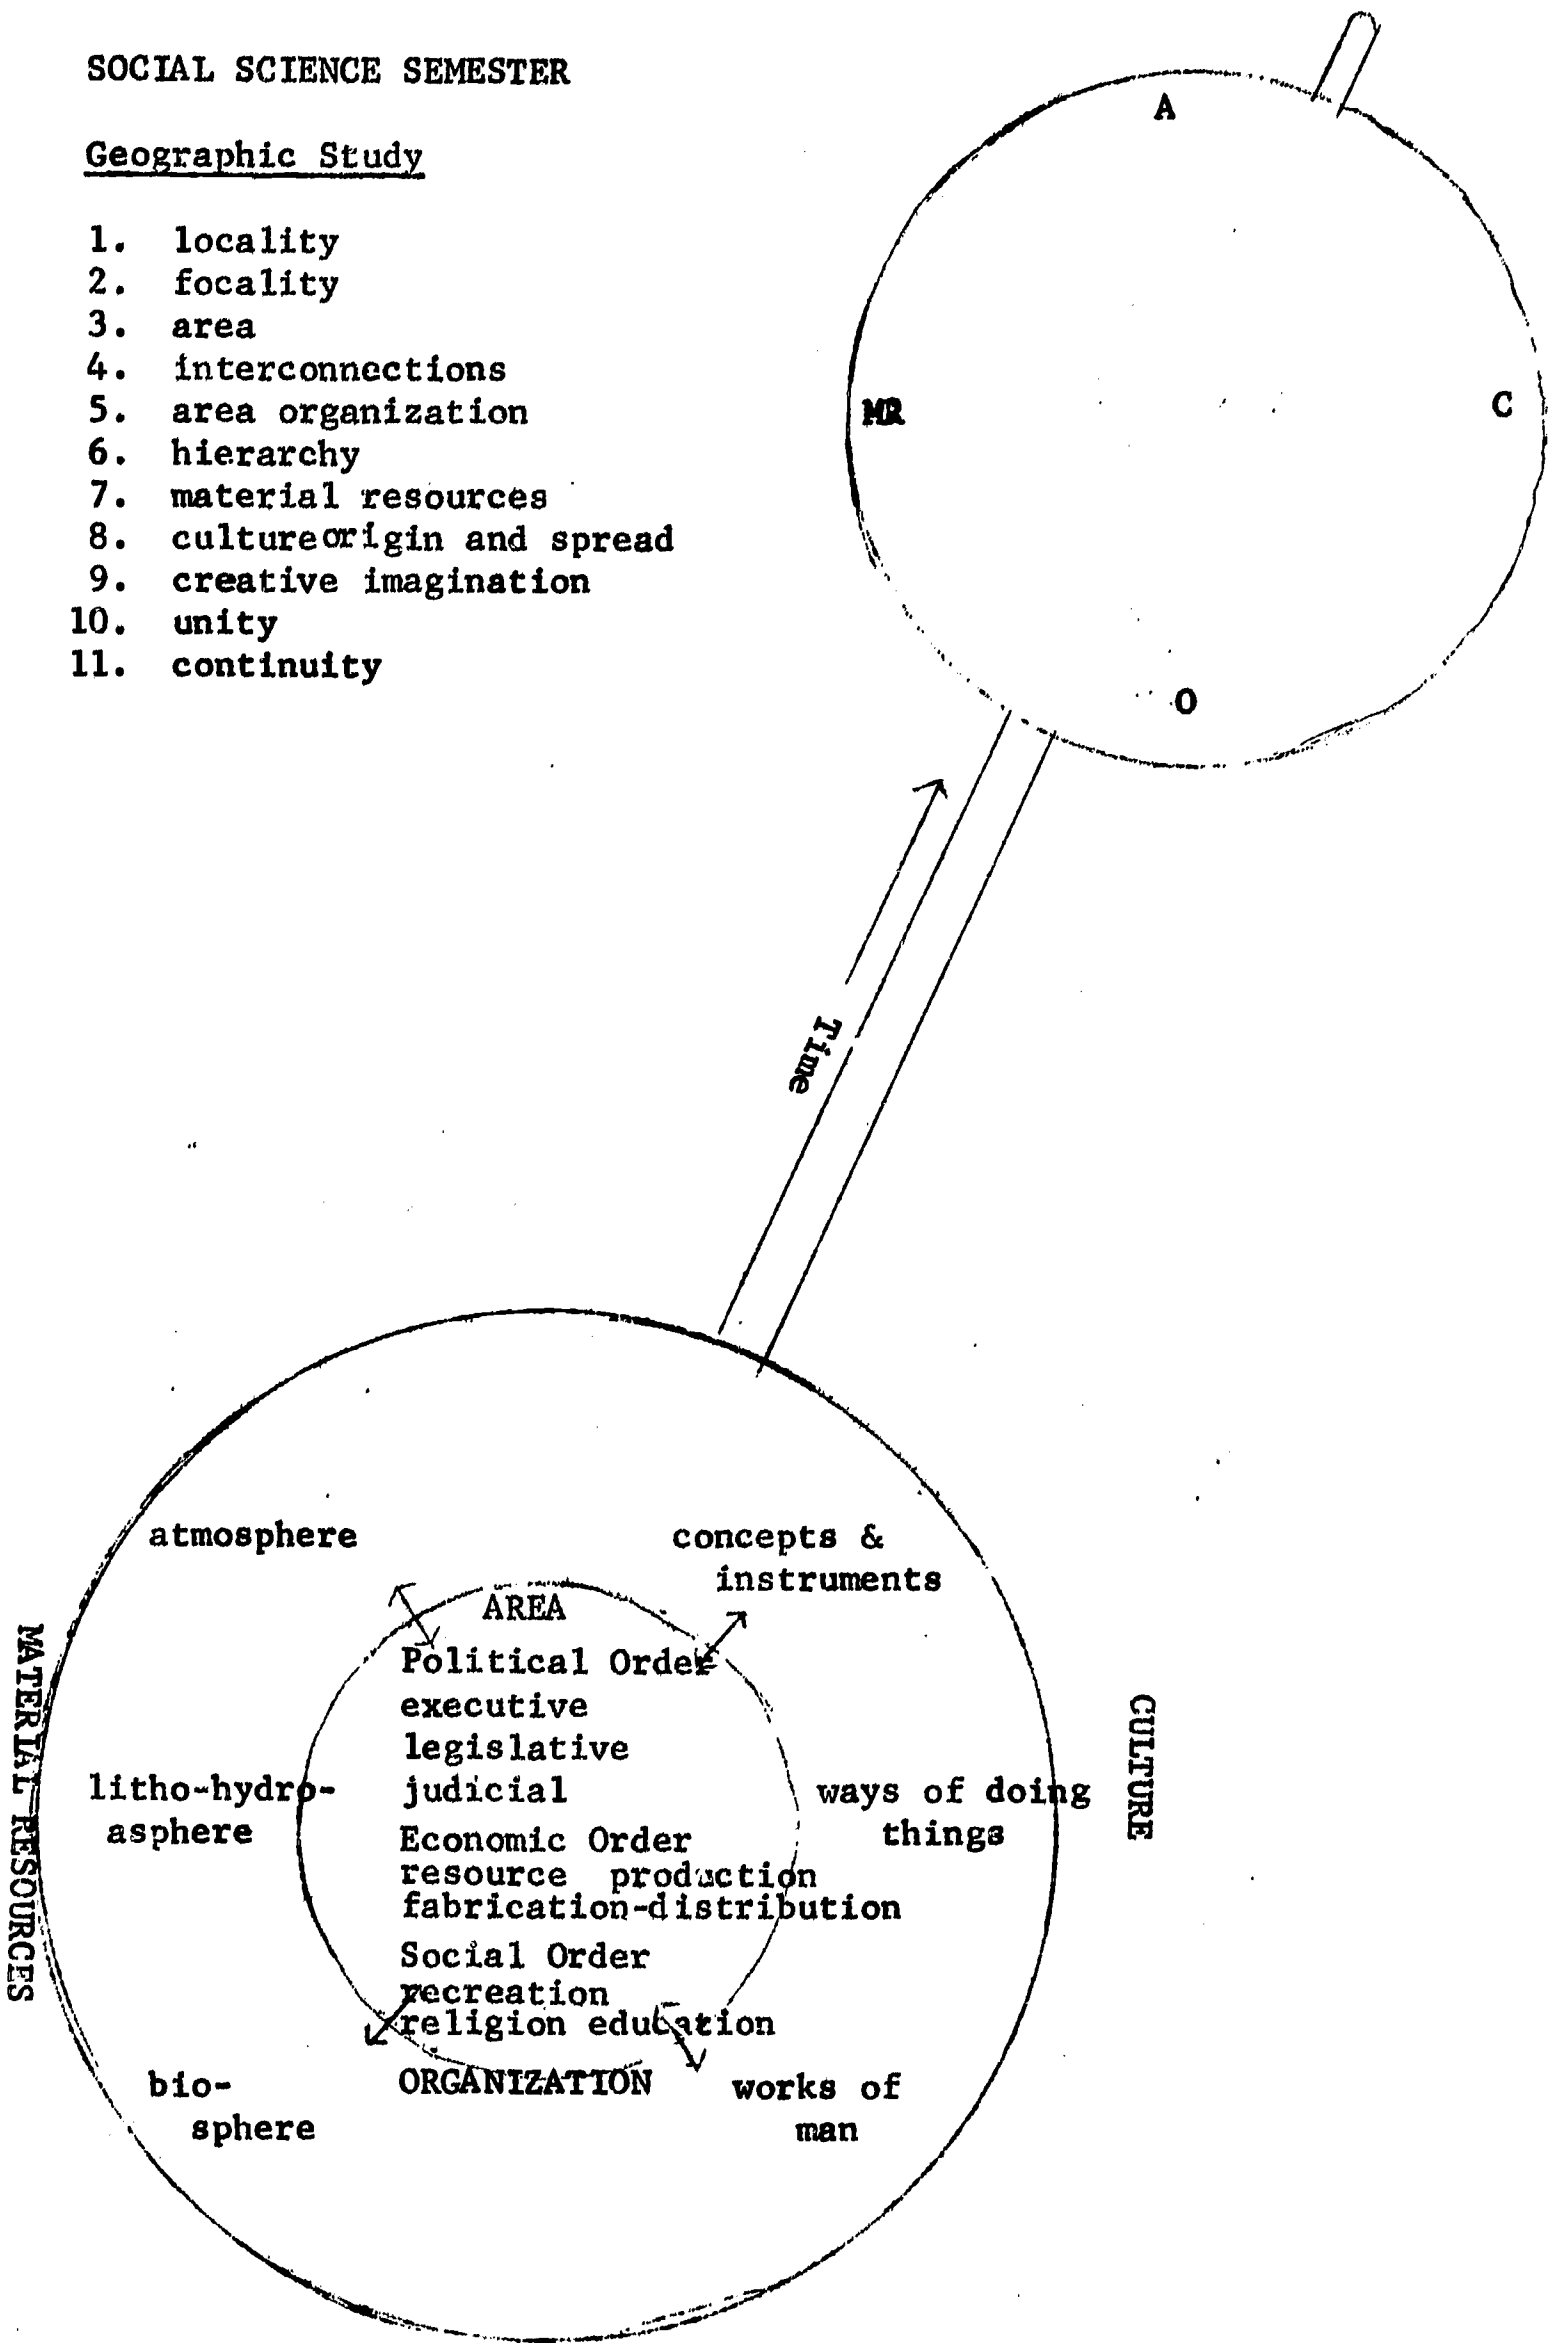 SOCIAL SCIENCE SEMESTER
Geographic Study
1. locality
2. focality
3. area
4. interconnections
5. area organization
6. hierarchy
7. material resources
8. cultureorigin and spread
9. creative imagination
10. unity
11. continuity
A
MR
C
O
Time
atmosphere
concepts &
instruments
AREA
Political Order
executive
legislative
judicial
Economic Order
resource production
fabrication-distribution
Social Order
recreation
religion education
ORGANIZATION
litho-hydro-
asphere
ways of doing
things
bio-
sphere
works of
man
MATERIAL RESOURCES
CULTURE